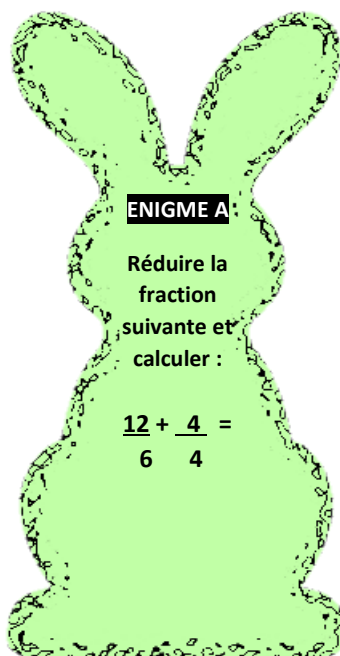 ENIGME A
Réduire la
fraction
suivante et
calculer :
12 + 4 =
6 4